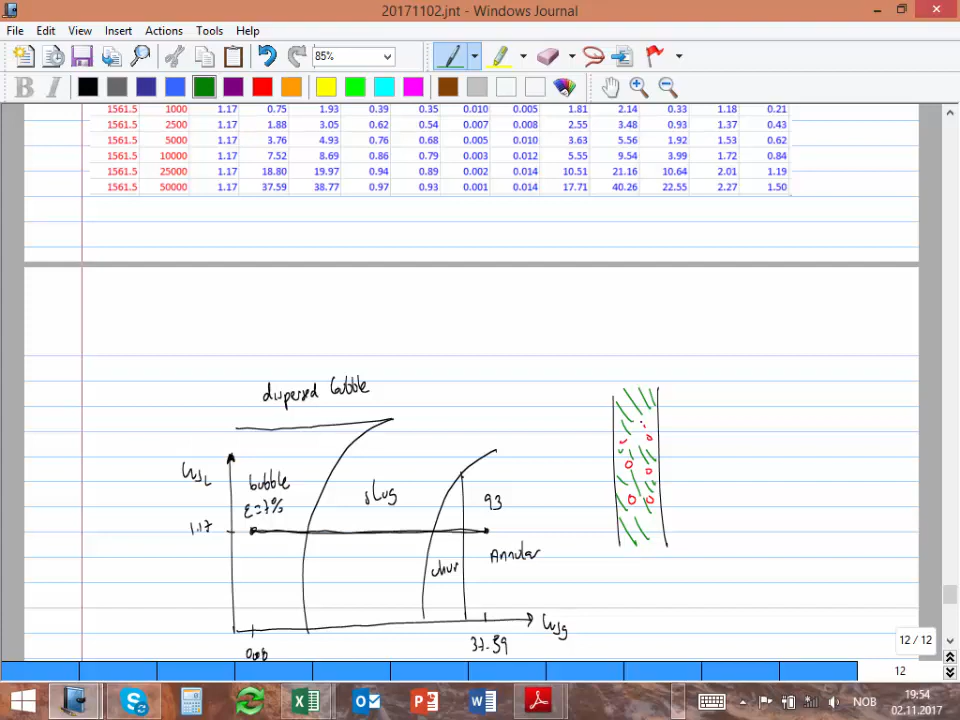 20171102.jnt - Windows Journal
File Edit View Insert Actions Tools Help
85%
B I
1561.5 1000 1.17 0.75 1.93 0.39 0.35 0.010 0.005 1.81 2.14 0.33 1.18 0.21
1561.5 2500 1.17 1.88 3.05 0.62 0.54 0.007 0.008 2.55 3.48 0.93 1.37 0.43
1561.5 5000 1.17 3.76 4.93 0.76 0.68 0.005 0.010 3.63 5.56 1.92 1.53 0.62
1561.5 10000 1.17 7.52 8.69 0.86 0.79 0.003 0.012 5.55 9.54 3.99 1.72 0.84
1561.5 25000 1.17 18.80 19.97 0.94 0.89 0.002 0.014 10.51 21.16 10.64 2.01 1.19
1561.5 50000 1.17 37.59 38.77 0.97 0.93 0.001 0.014 17.71 40.26 22.55 2.27 1.50
dispersed bubble
bubble
ε=7%
slug
93
1.17
Annular
churn
37.59
12 / 12
12
19:54
NOB
02.11.2017